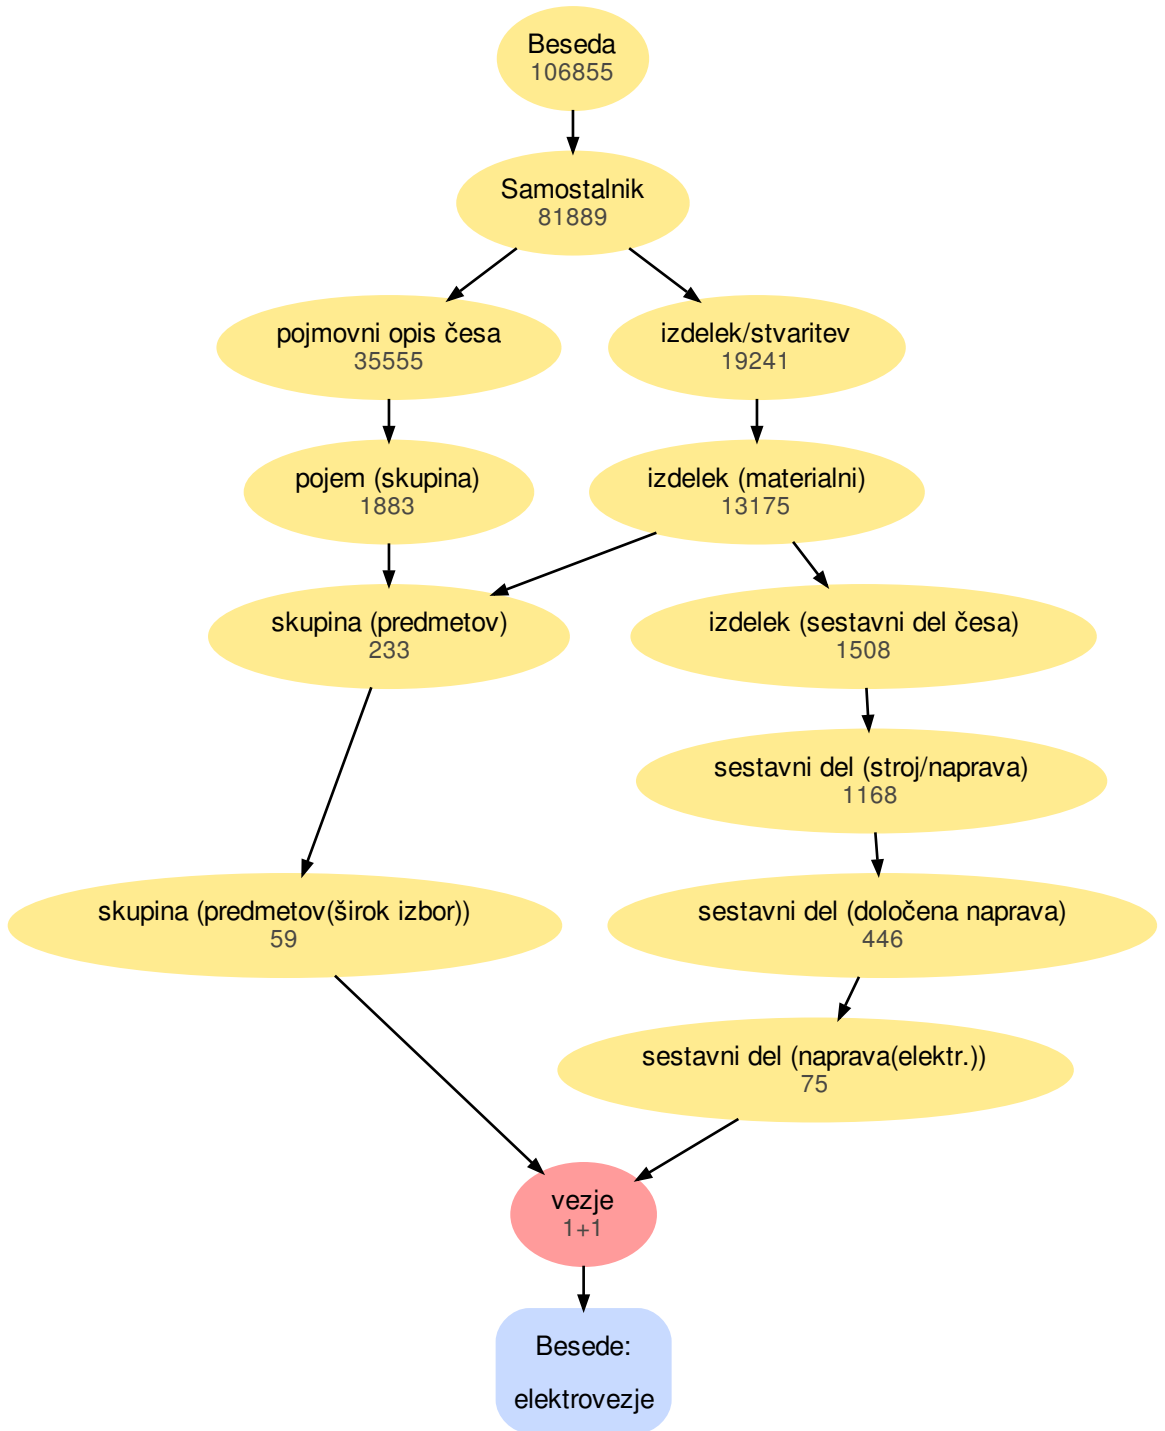 Beseda
106855
Samostalnik
81889
pojmovni opis česa
35555
izdelek/stvaritev
19241
pojem (skupina)
1883
izdelek (materialni)
13175
skupina (predmetov)
233
izdelek (sestavni del česa)
1508
sestavni del (stroj/naprava)
1168
skupina (predmetov(širok izbor))
59
sestavni del (določena naprava)
446
sestavni del (naprava(elektr.))
75
vezje
1+1
Besede:
elektrovezje